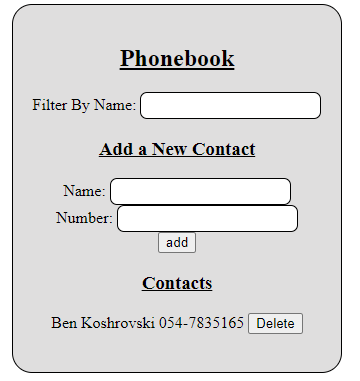 Phonebook
Filter By Name:
Add a New Contact
Name:
Number:
add
Contacts
Ben Koshrovski 054-7835165 Delete